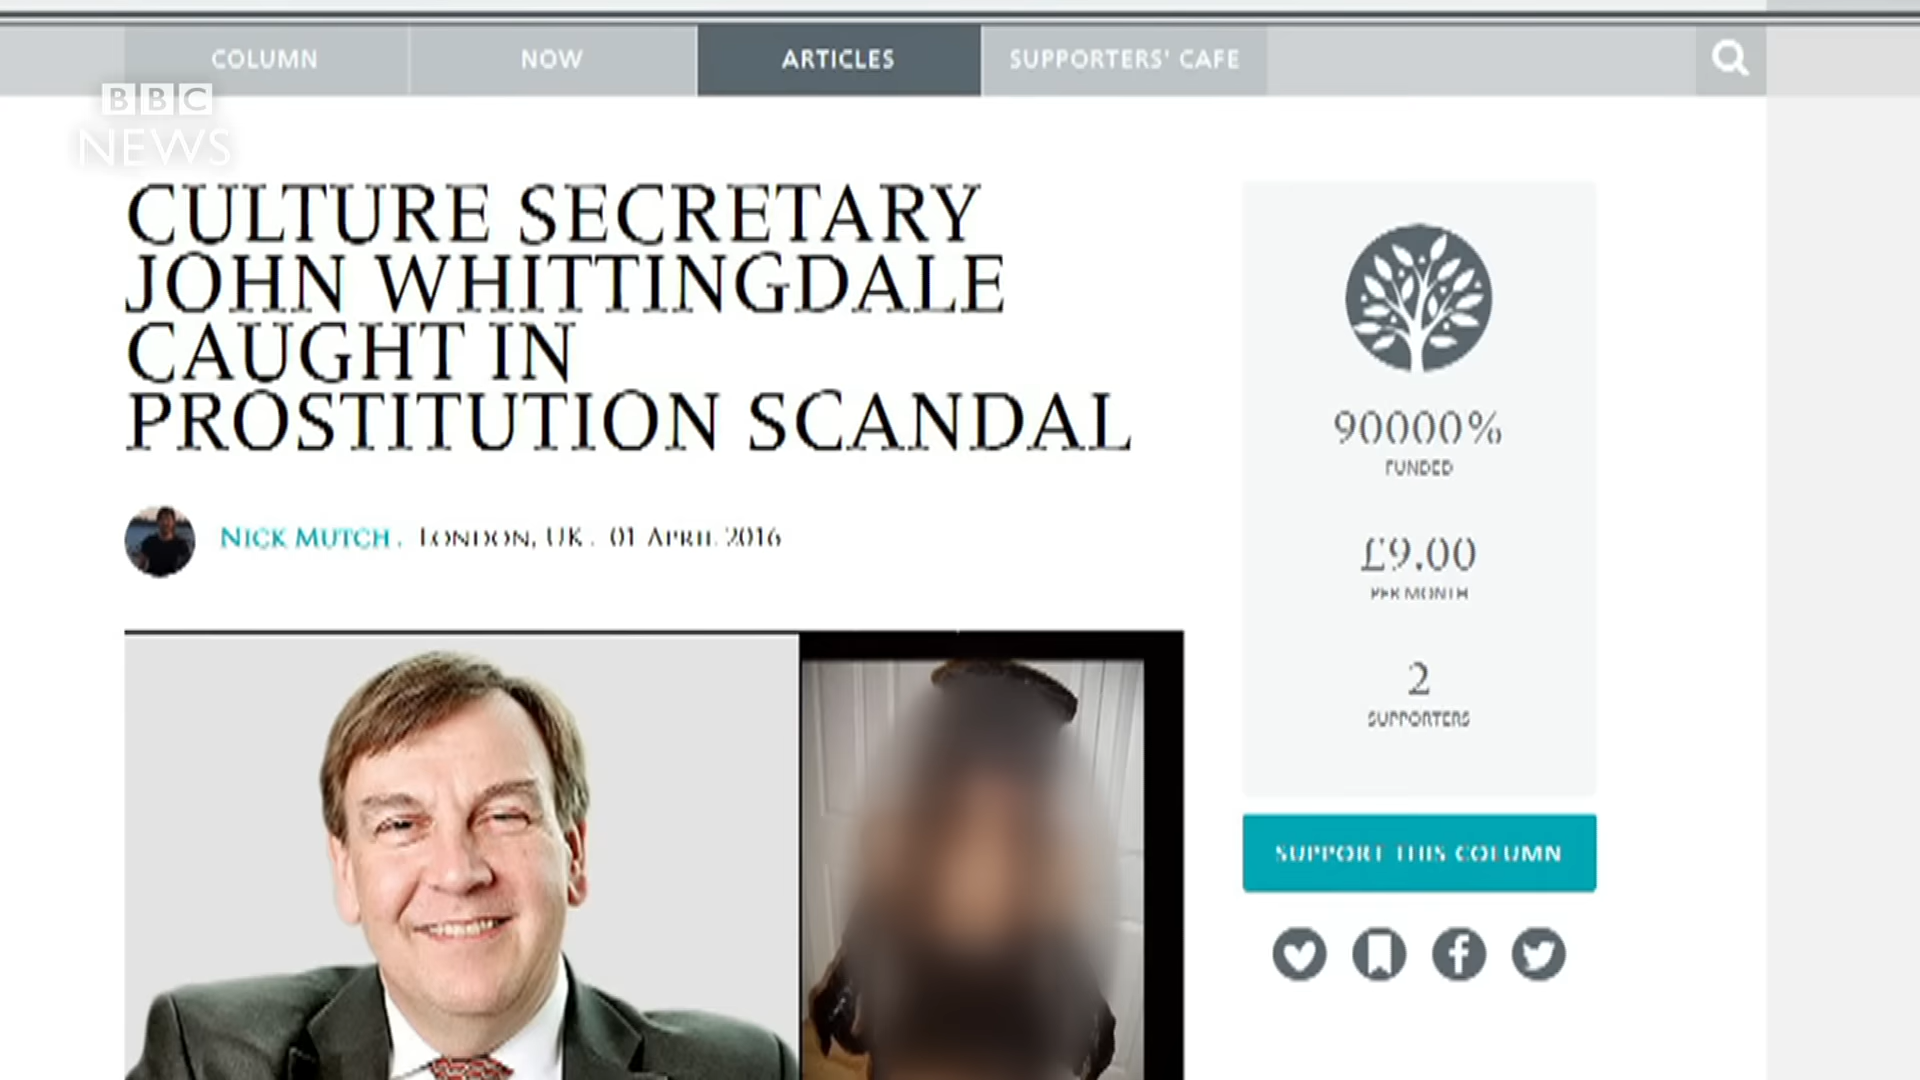 COLUMN NOW ARTICLES SUPPORTERS' CAFE
BBC
NEWS
CULTURE SECRETARY
JOHN WHITTINGDALE
CAUGHT IN
PROSTITUTION SCANDAL
NICK MUTCH . LONDON, UK . 01 APRIL 2016
90000%
FUNDED
£9.00
PER MONTH
2
SUPPORTERS
SUPPORT THIS COLUMN